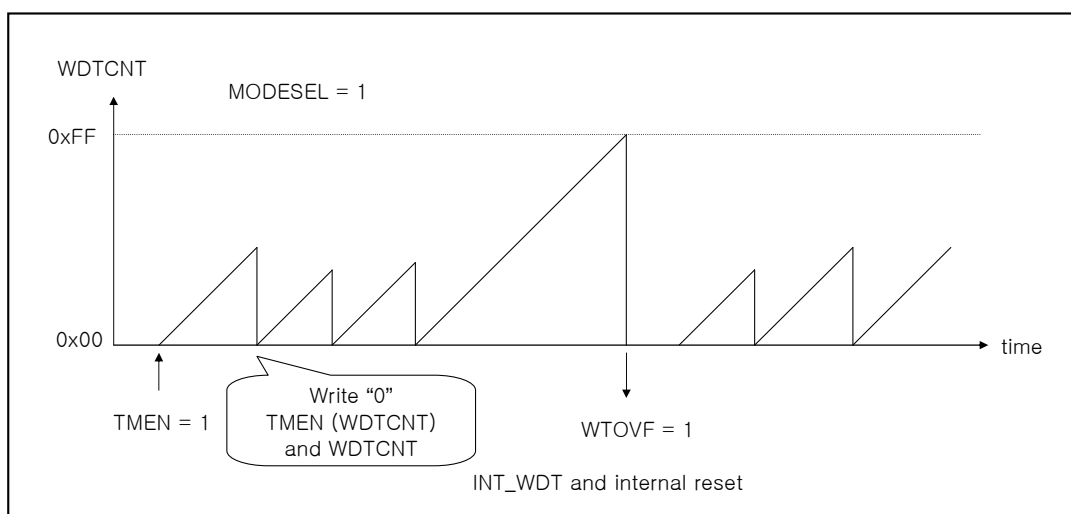 WDTCNT
MODESEL = 1
0xFF
0x00
time
TMEN = 1
Write “0”
TMEN (WDTCNT)
and WDTCNT
WTOVF = 1
INT_WDT and internal reset